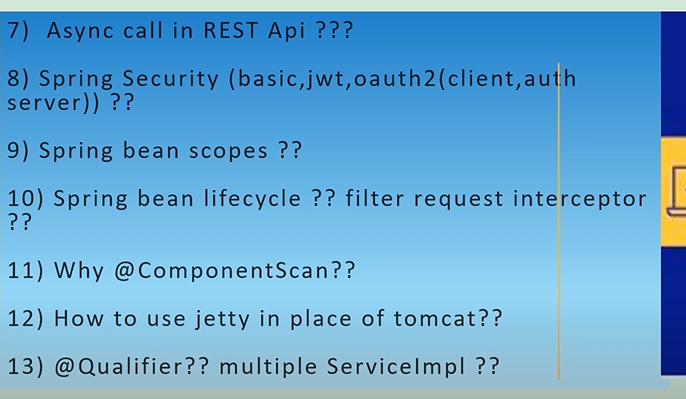 7) Async call in REST Api ???
8) Spring Security (basic,jwt,oauth2(client,auth
server)) ??
9) Spring bean scopes ??
10) Spring bean lifecycle ?? filter request interceptor
??
11) Why @ComponentScan??
12) How to use jetty in place of tomcat??
13) @Qualifier?? multiple ServiceImpl ??